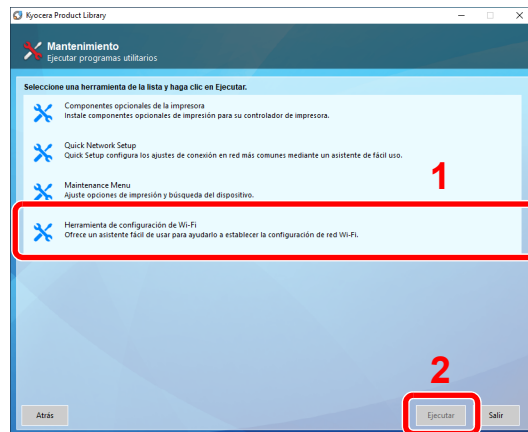 Kyocera Product Library
Mantenimiento
Ejecutar programas utilitarios
Seleccione una herramienta de la lista y haga clic en Ejecutar.
Componentes opcionales de la impresora
Instale componentes opcionales de impresión para su controlador de impresora.
Quick Network Setup
Quick Setup configura los ajustes de conexión en red más comunes mediante un asistente de fácil uso.
1
Maintenance Menu
Ajuste opciones de impresión y búsqueda del dispositivo.
Herramienta de configuración de Wi-Fi
Ofrece un asistente fácil de usar para ayudarlo a establecer la configuración de red Wi-Fi.
2
Atrás
Ejecutar
Salir